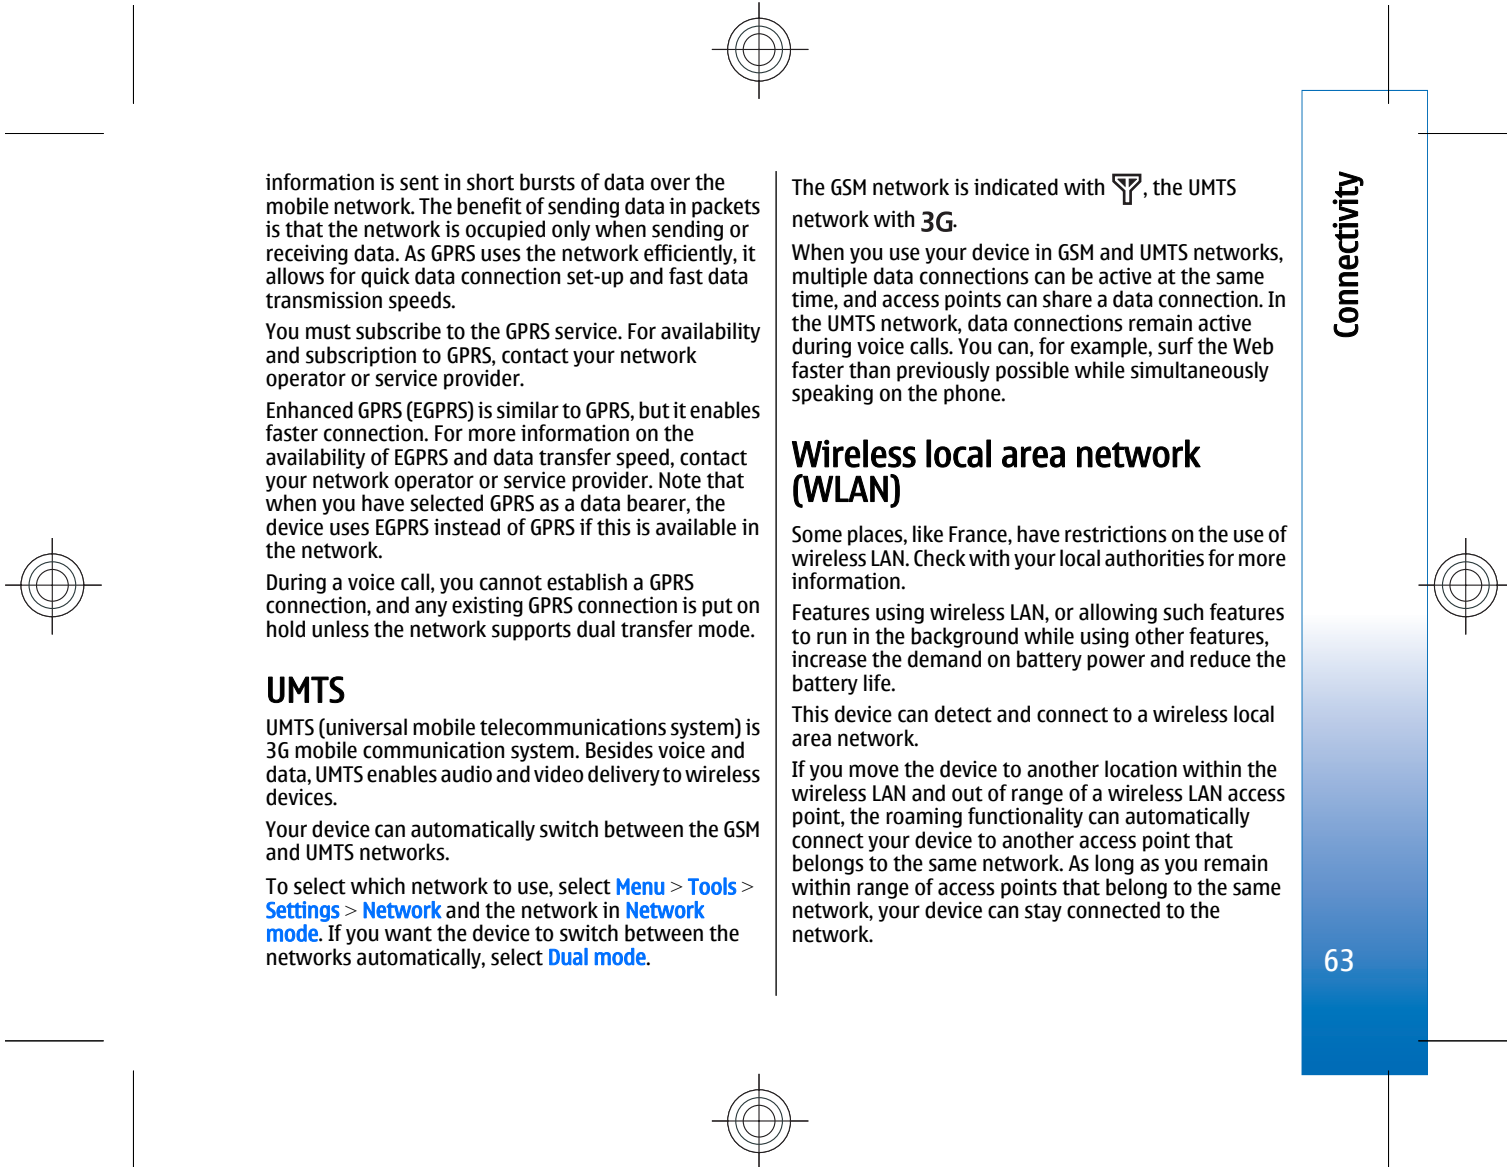 information is sent in short bursts of data over the
mobile network. The benefit of sending data in packets
is that the network is occupied only when sending or
receiving data. As GPRS uses the network efficiently, it
allows for quick data connection set-up and fast data
transmission speeds.
You must subscribe to the GPRS service. For availability
and subscription to GPRS, contact your network
operator or service provider.
Enhanced GPRS (EGPRS) is similar to GPRS, but it enables
faster connection. For more information on the
availability of EGPRS and data transfer speed, contact
your network operator or service provider. Note that
when you have selected GPRS as a data bearer, the
device uses EGPRS instead of GPRS if this is available in
the network.
During a voice call, you cannot establish a GPRS
connection, and any existing GPRS connection is put on
hold unless the network supports dual transfer mode.
UMTS
UMTS (universal mobile telecommunications system) is
3G mobile communication system. Besides voice and
data, UMTS enables audio and video delivery to wireless
devices.
Your device can automatically switch between the GSM
and UMTS networks.
To select which network to use, select Menu > Tools >
Settings > Network and the network in Network
mode. If you want the device to switch between the
networks automatically, select Dual mode.
The GSM network is indicated with , the UMTS
network with 3G.
When you use your device in GSM and UMTS networks,
multiple data connections can be active at the same
time, and access points can share a data connection. In
the UMTS network, data connections remain active
during voice calls. You can, for example, surf the Web
faster than previously possible while simultaneously
speaking on the phone.
Wireless local area network
(WLAN)
Some places, like France, have restrictions on the use of
wireless LAN. Check with your local authorities for more
information.
Features using wireless LAN, or allowing such features
to run in the background while using other features,
increase the demand on battery power and reduce the
battery life.
This device can detect and connect to a wireless local
area network.
If you move the device to another location within the
wireless LAN and out of range of a wireless LAN access
point, the roaming functionality can automatically
connect your device to another access point that
belongs to the same network. As long as you remain
within range of access points that belong to the same
network, your device can stay connected to the
network.
Connectivity
63